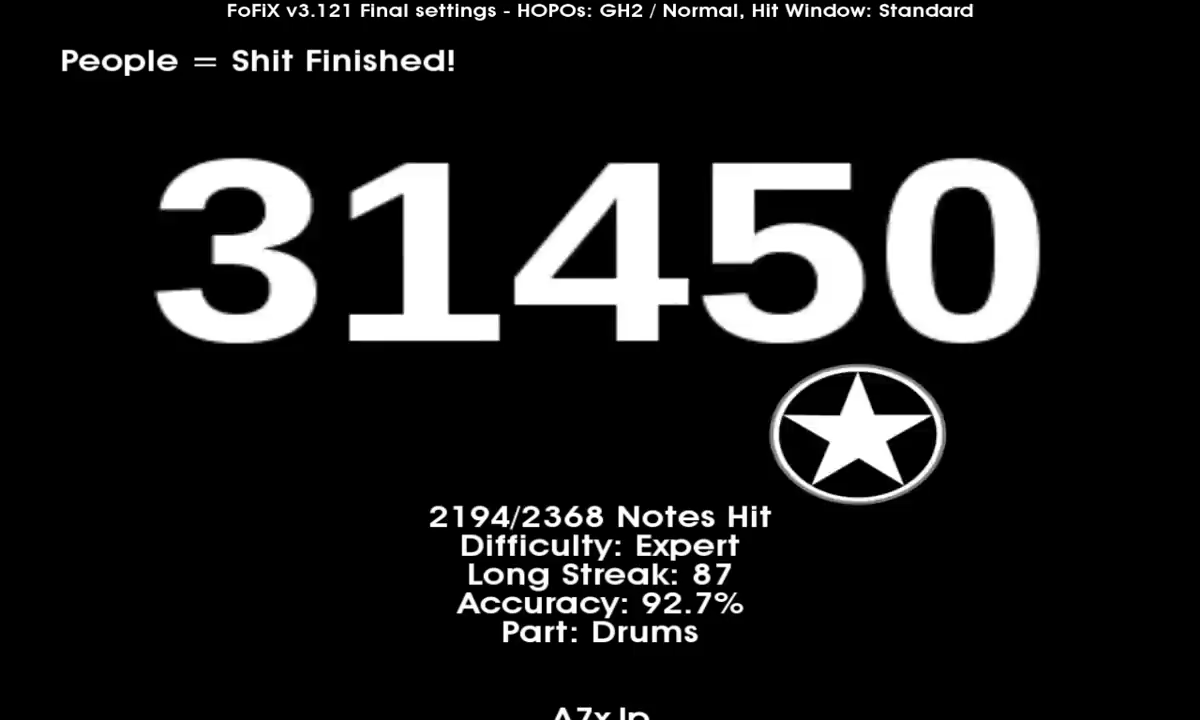 FoFiX v3.121 Final settings - HOPOs: GH2 / Normal, Hit Window: Standard
People = Shit Finished!
31450
2194/2368 Notes Hit
Difficulty: Expert
Long Streak: 87
Accuracy: 92.7%
Part: Drums